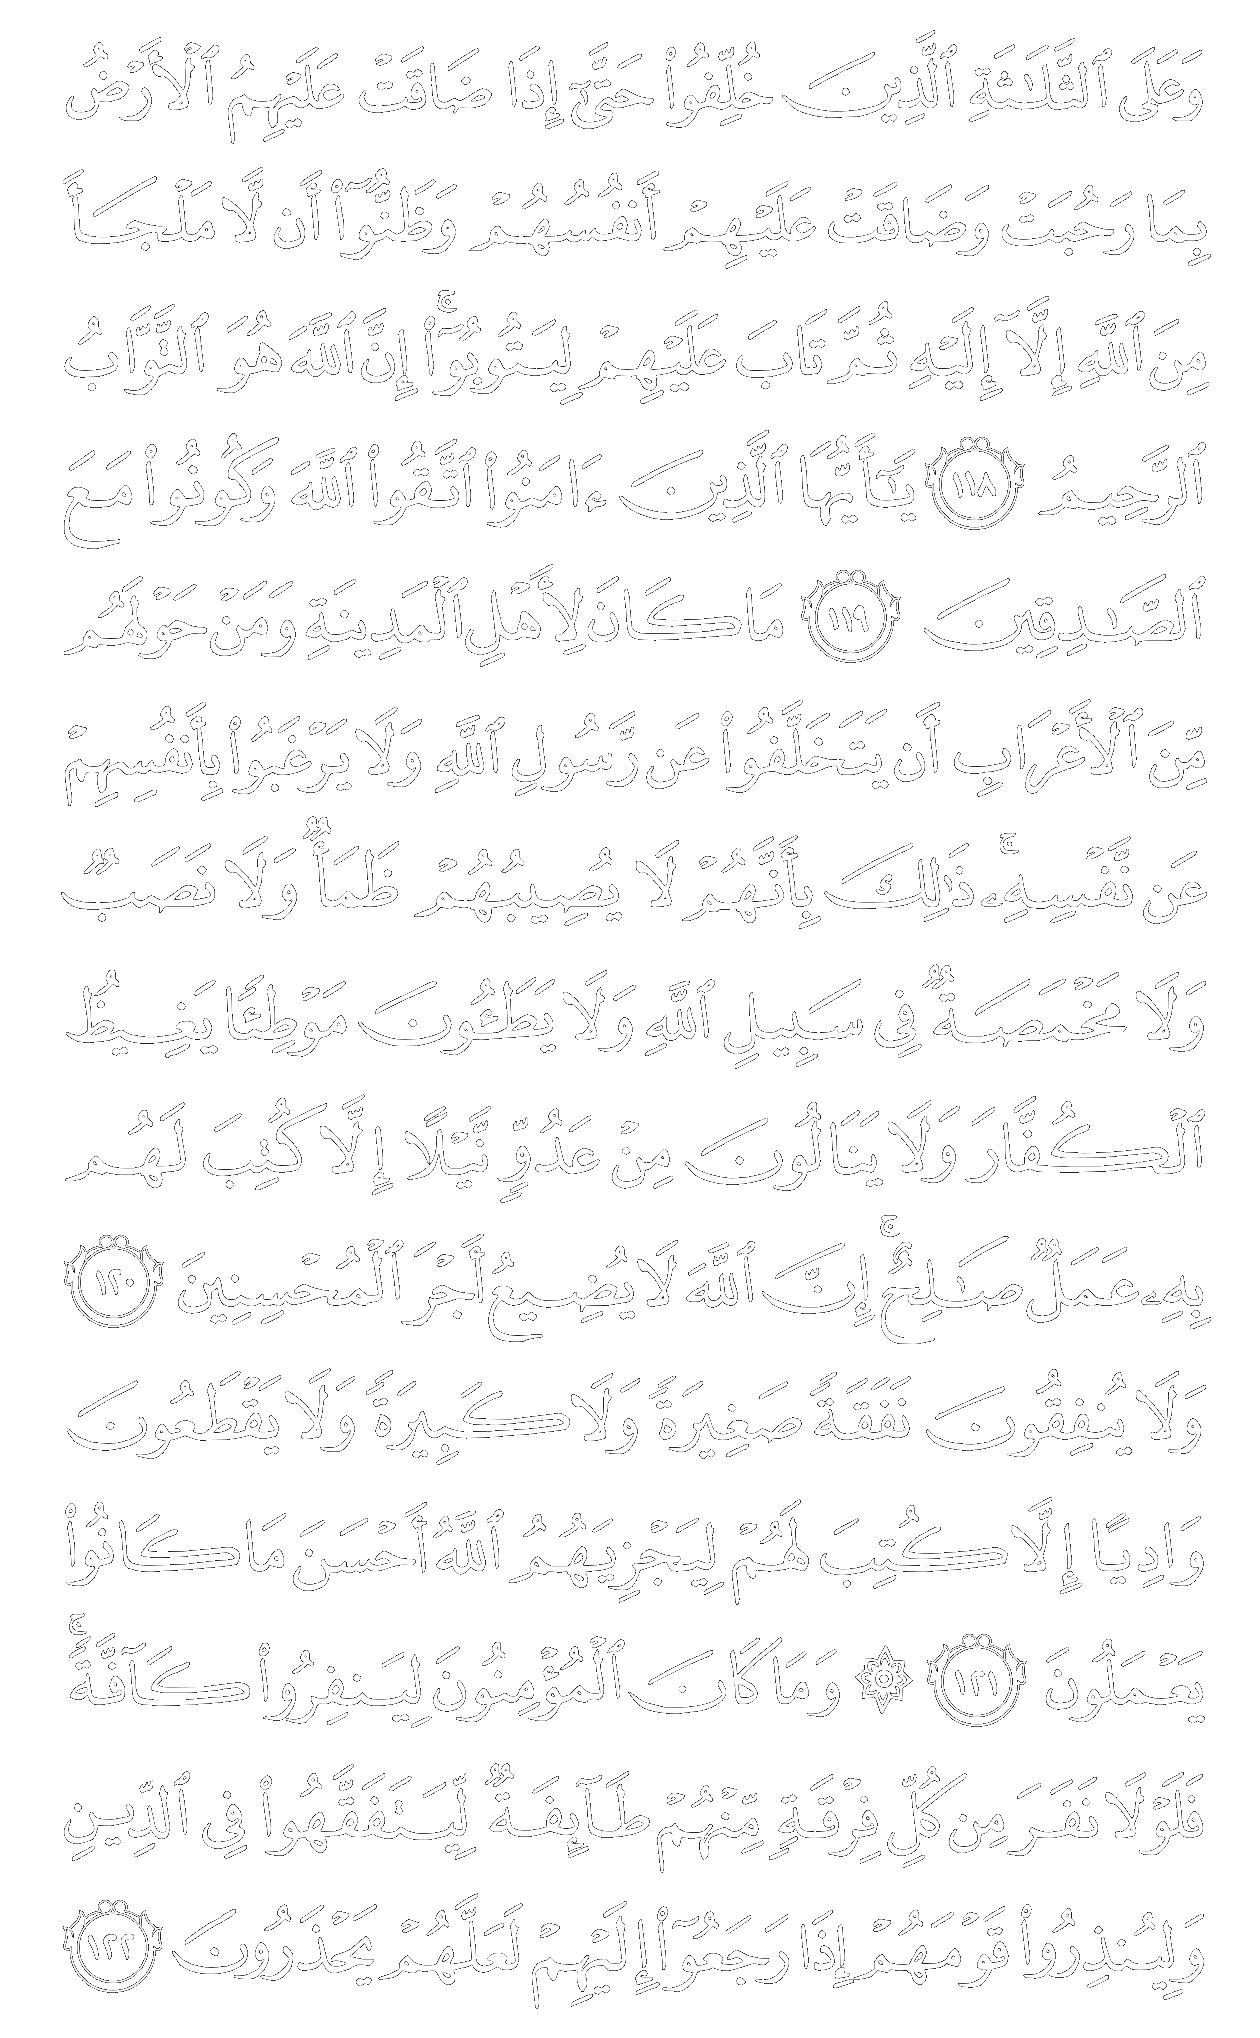 وَعَلَى ٱلثَّلَـٰثَةِ ٱلَّذِينَ خُلِّفُوا۟ حَتَّىٰٓ إِذَا ضَاقَتْ عَلَيْهِمُ ٱلْأَرْضُ
بِمَا رَحُبَتْ وَضَاقَتْ عَلَيْهِمْ أَنفُسُهُمْ وَظَنُّوٓا۟ أَن لَّا مَلْجَأَ
مِنَ ٱللَّهِ إِلَّآ إِلَيْهِ ثُمَّ تَابَ عَلَيْهِمْ لِيَتُوبُوٓا۟ ۚ إِنَّ ٱللَّهَ هُوَ ٱلتَّوَّابُ
ٱلرَّحِيمُ ١١٨ يَـٰٓأَيُّهَا ٱلَّذِينَ ءَامَنُوا۟ ٱتَّقُوا۟ ٱللَّهَ وَكُونُوا۟ مَعَ
ٱلصَّـٰدِقِينَ ١١٩ مَا كَانَ لِأَهْلِ ٱلْمَدِينَةِ وَمَنْ حَوْلَهُم
مِّنَ ٱلْأَعْرَابِ أَن يَتَخَلَّفُوا۟ عَن رَّسُولِ ٱللَّهِ وَلَا يَرْغَبُوا۟ بِأَنفُسِهِمْ
عَن نَّفْسِهِۦ ۚ ذَٰلِكَ بِأَنَّهُمْ لَا يُصِيبُهُمْ ظَمَأٌ وَلَا نَصَبٌ
وَلَا مَخْمَصَةٌ فِى سَبِيلِ ٱللَّهِ وَلَا يَطَـُٔونَ مَوْطِئًا يَغِيظُ
ٱلْكُفَّارَ وَلَا يَنَالُونَ مِنْ عَدُوٍّ نَّيْلًا إِلَّا كُتِبَ لَهُم
بِهِۦ عَمَلٌ صَـٰلِحٌ ۚ إِنَّ ٱللَّهَ لَا يُضِيعُ أَجْرَ ٱلْمُحْسِنِينَ ١٢٠
وَلَا يُنفِقُونَ نَفَقَةً صَغِيرَةً وَلَا كَبِيرَةً وَلَا يَقْطَعُونَ
وَادِيًا إِلَّا كُتِبَ لَهُمْ لِيَجْزِيَهُمُ ٱللَّهُ أَحْسَنَ مَا كَانُوا۟
يَعْمَلُونَ ١٢١ ۞ وَمَا كَانَ ٱلْمُؤْمِنُونَ لِيَنفِرُوا۟ كَآفَّةً ۚ
فَلَوْلَا نَفَرَ مِن كُلِّ فِرْقَةٍ مِّنْهُمْ طَآئِفَةٌ لِّيَتَفَقَّهُوا۟ فِى ٱلدِّينِ
وَلِيُنذِرُوا۟ قَوْمَهُمْ إِذَا رَجَعُوٓا۟ إِلَيْهِمْ لَعَلَّهُمْ يَحْذَرُونَ ١٢٢